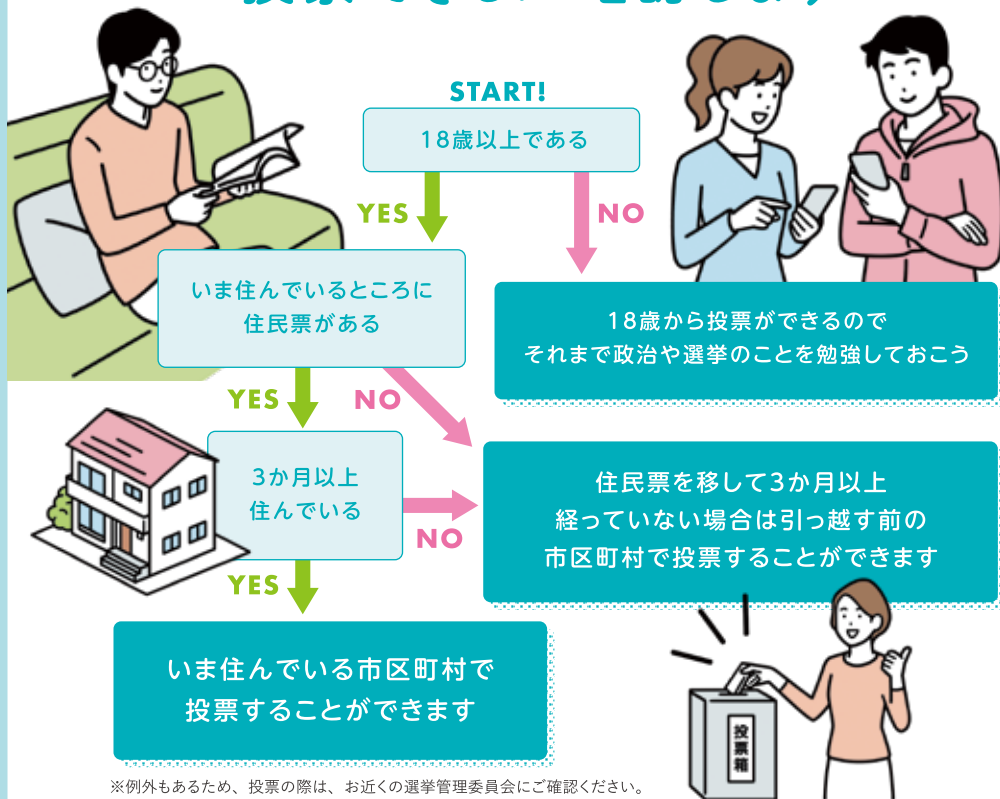 START!
18歳以上である
YES
NO
いま住んでいるところに
住民票がある
18歳から投票ができるので
それまで政治や選挙のことを勉強しておこう
YES
NO
3か月以上
住んでいる
NO
住民票を移して3か月以上
経っていない場合は引っ越す前の
市区町村で投票することができます
YES
いま住んでいる市区町村で
投票することができます
投票箱
※例外もあるため、投票の際は、お近くの選挙管理委員会にご確認ください。